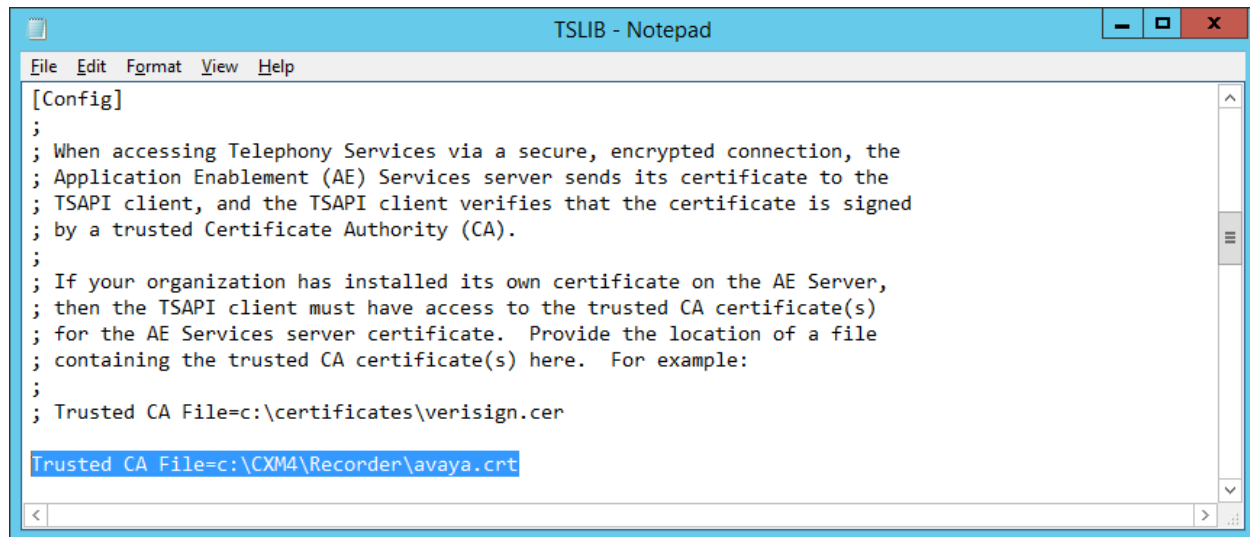 TSLIB - Notepad
File Edit Format View Help
[Config]
;
; When accessing Telephony Services via a secure, encrypted connection, the
; Application Enablement (AE) Services server sends its certificate to the
; TSAPI client, and the TSAPI client verifies that the certificate is signed
; by a trusted Certificate Authority (CA).
;
; If your organization has installed its own certificate on the AE Server,
; then the TSAPI client must have access to the trusted CA certificate(s)
; for the AE Services server certificate.  Provide the location of a file
; containing the trusted CA certificate(s) here.  For example:
;
; Trusted CA File=c:\certificates\verisign.cer
Trusted CA File=c:\CXM4\Recorder\avaya.crt